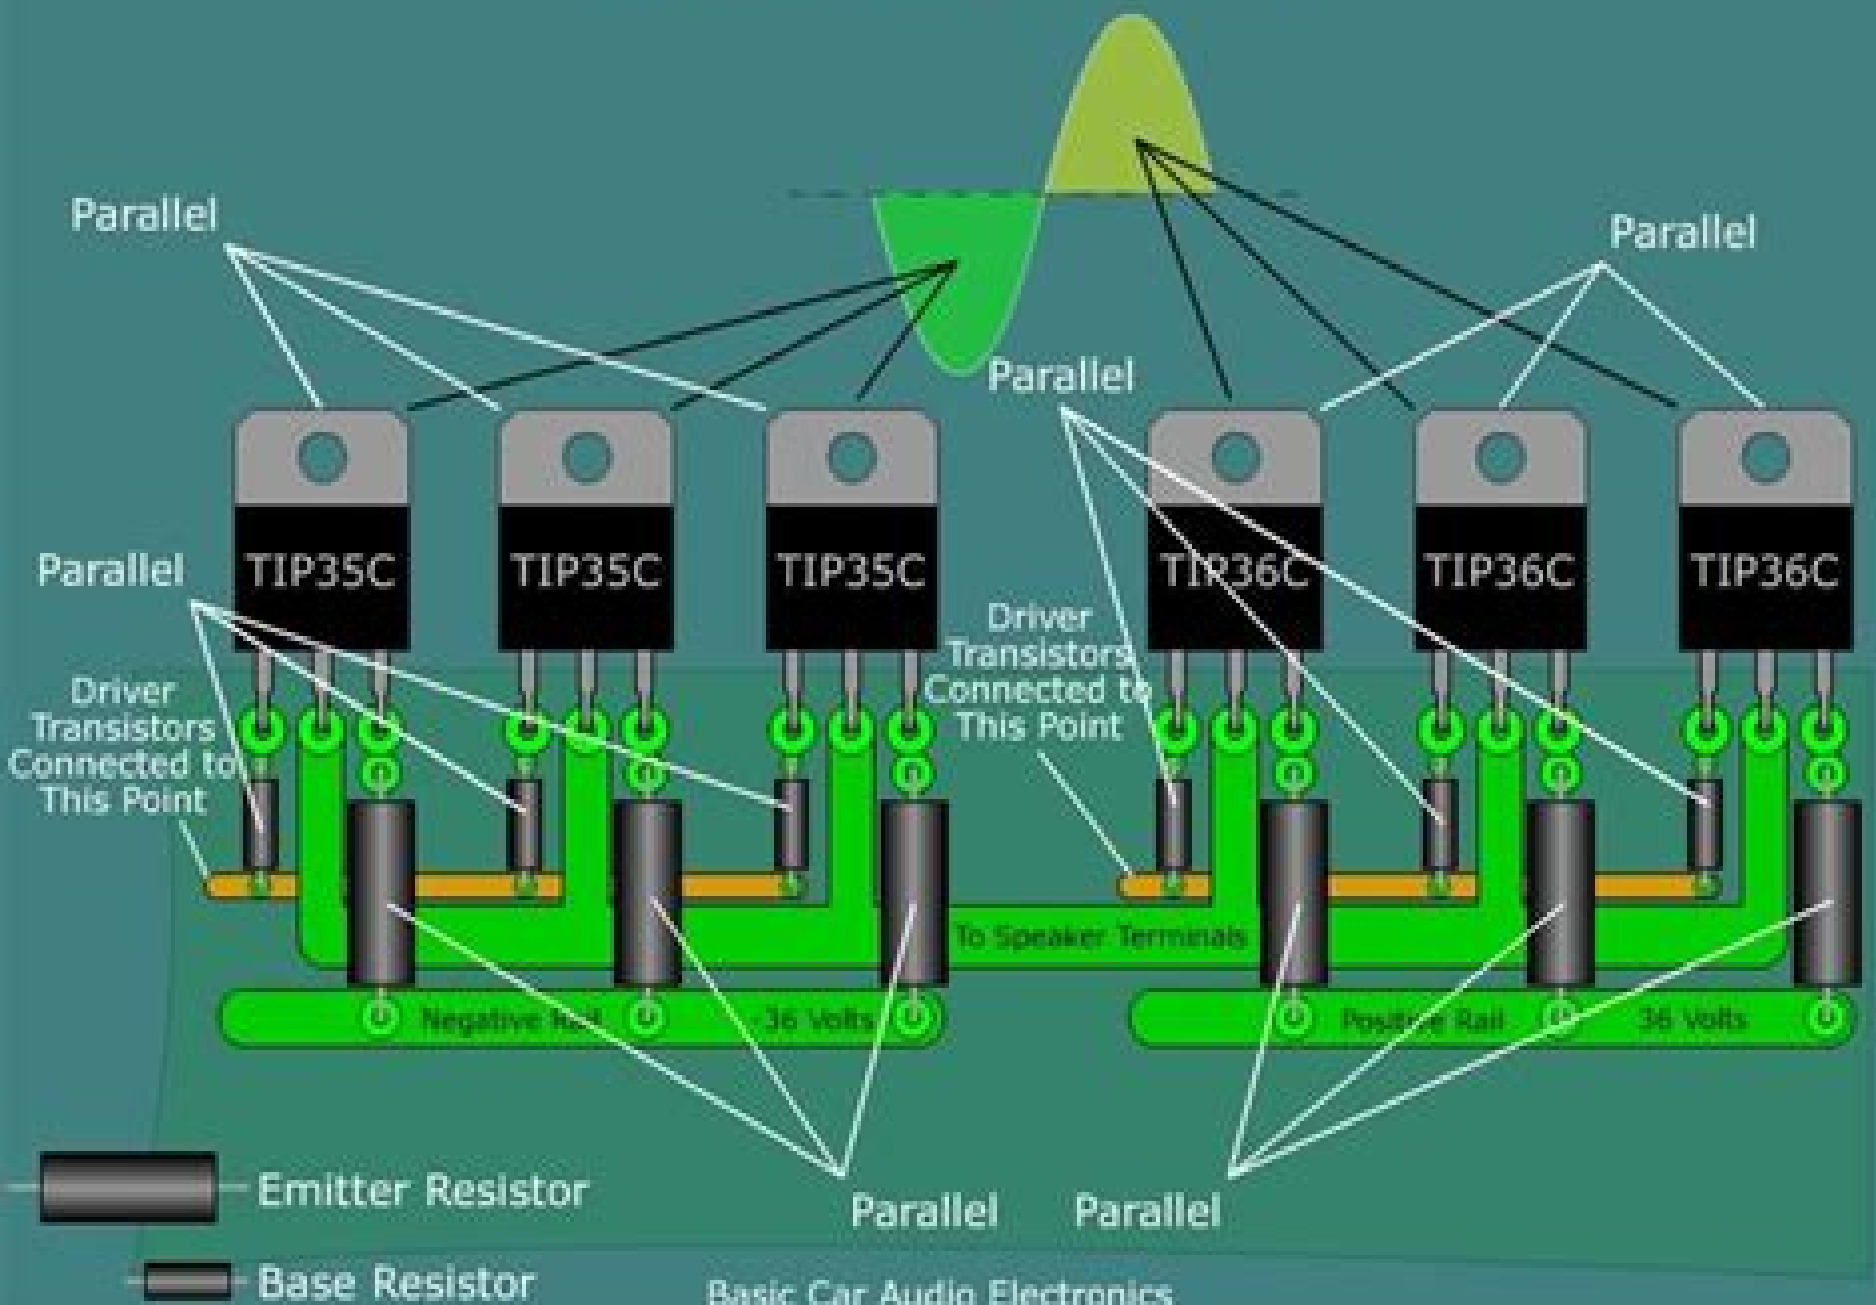 Parallel
Parallel
Parallel
TIP35C
TIP35C
TIP35C
TIP36C
TIP36C
TIP36C
Parallel
Driver
Transistors
Connected to
This Point
Driver
Transistors
Connected to
This Point
To Speaker Terminals
Negative Rail
-36 Volts
Positive Rail
36 Volts
Emitter Resistor
Parallel
Parallel
Base Resistor
Basic Car Audio Electronics